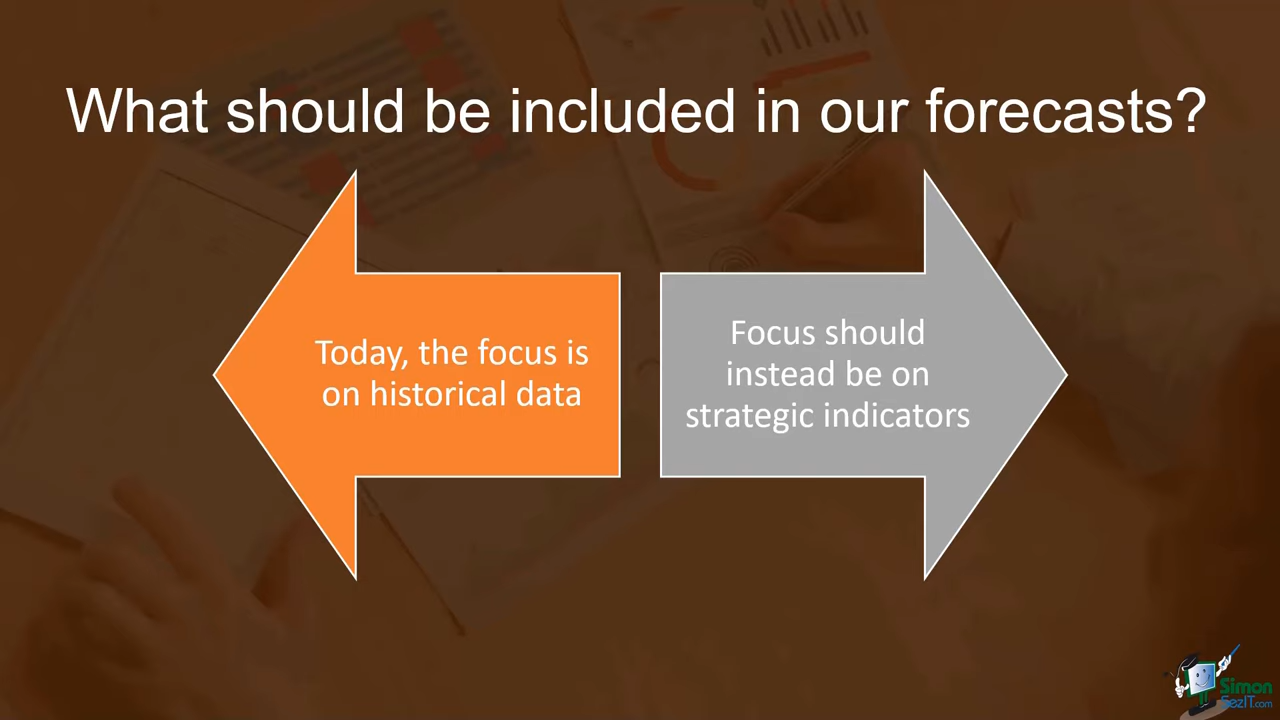 What should be included in our forecasts?
Today, the focus is
on historical data
Focus should
instead be on
strategic indicators
Simon
SezIT.com